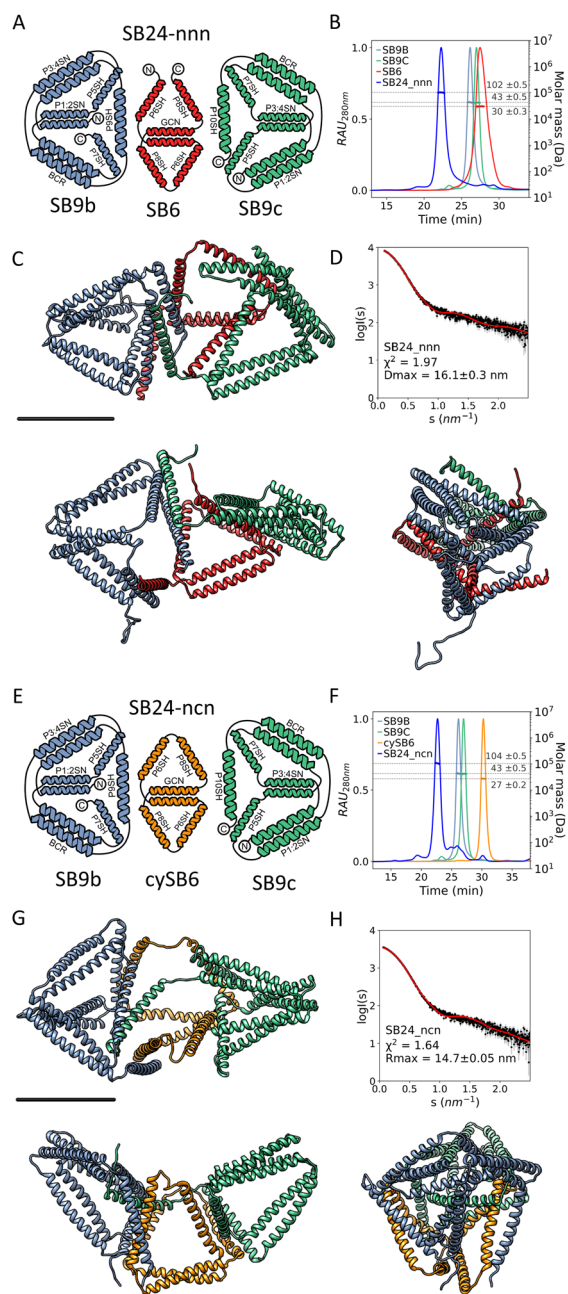 A
SB24-nnn
P3:4SN
P5SH
P1:2SN
N
P9SH
C
P7SH
BCR
SB9b
N
C
P6SH
P6SH
GCN
P8SH
P6SH
SB6
BCR
P7SH
P10SH
P3:4SN
P5SH
C
N
P1:2SN
SB9c
B
SB9B
SB9C
SB6
SB24_nnn
102 ±0.5
43 ±0.5
30 ±0.3
RAU280nm
1.0
0.5
0.0
15 20 25 30
Time (min)
10^7
10^6
10^5
10^4
10^3
10^2
10^1
Molar mass (Da)
C
D
logI(s)
4
2
0
SB24_nnn
χ² = 1.97
Dmax = 16.1±0.3 nm
0.0 0.5 1.0 1.5 2.0
s (nm⁻¹)
E
SB24-ncn
P3:4SN
P5SH
P1:2SN
N
P9SH
C
P7SH
BCR
SB9b
P6SH
P8SH
GCN
cySB6
BCR
P7SH
P10SH
P3:4SN
P5SH
C
N
P1:2SN
SB9c
F
SB9B
SB9C
cySB6
SB24_ncn
104 ±0.5
43 ±0.5
27 ±0.2
RAU280nm
1.0
0.5
0.0
15 20 25 30 35
Time (min)
10^7
10^6
10^5
10^4
10^3
10^2
10^1
Molar mass (Da)
G
H
logI(s)
4
3
2
1
0
SB24_ncn
χ² = 1.64
Rmax = 14.7±0.05 nm
0.0 0.5 1.0 1.5 2.0
s (nm⁻¹)